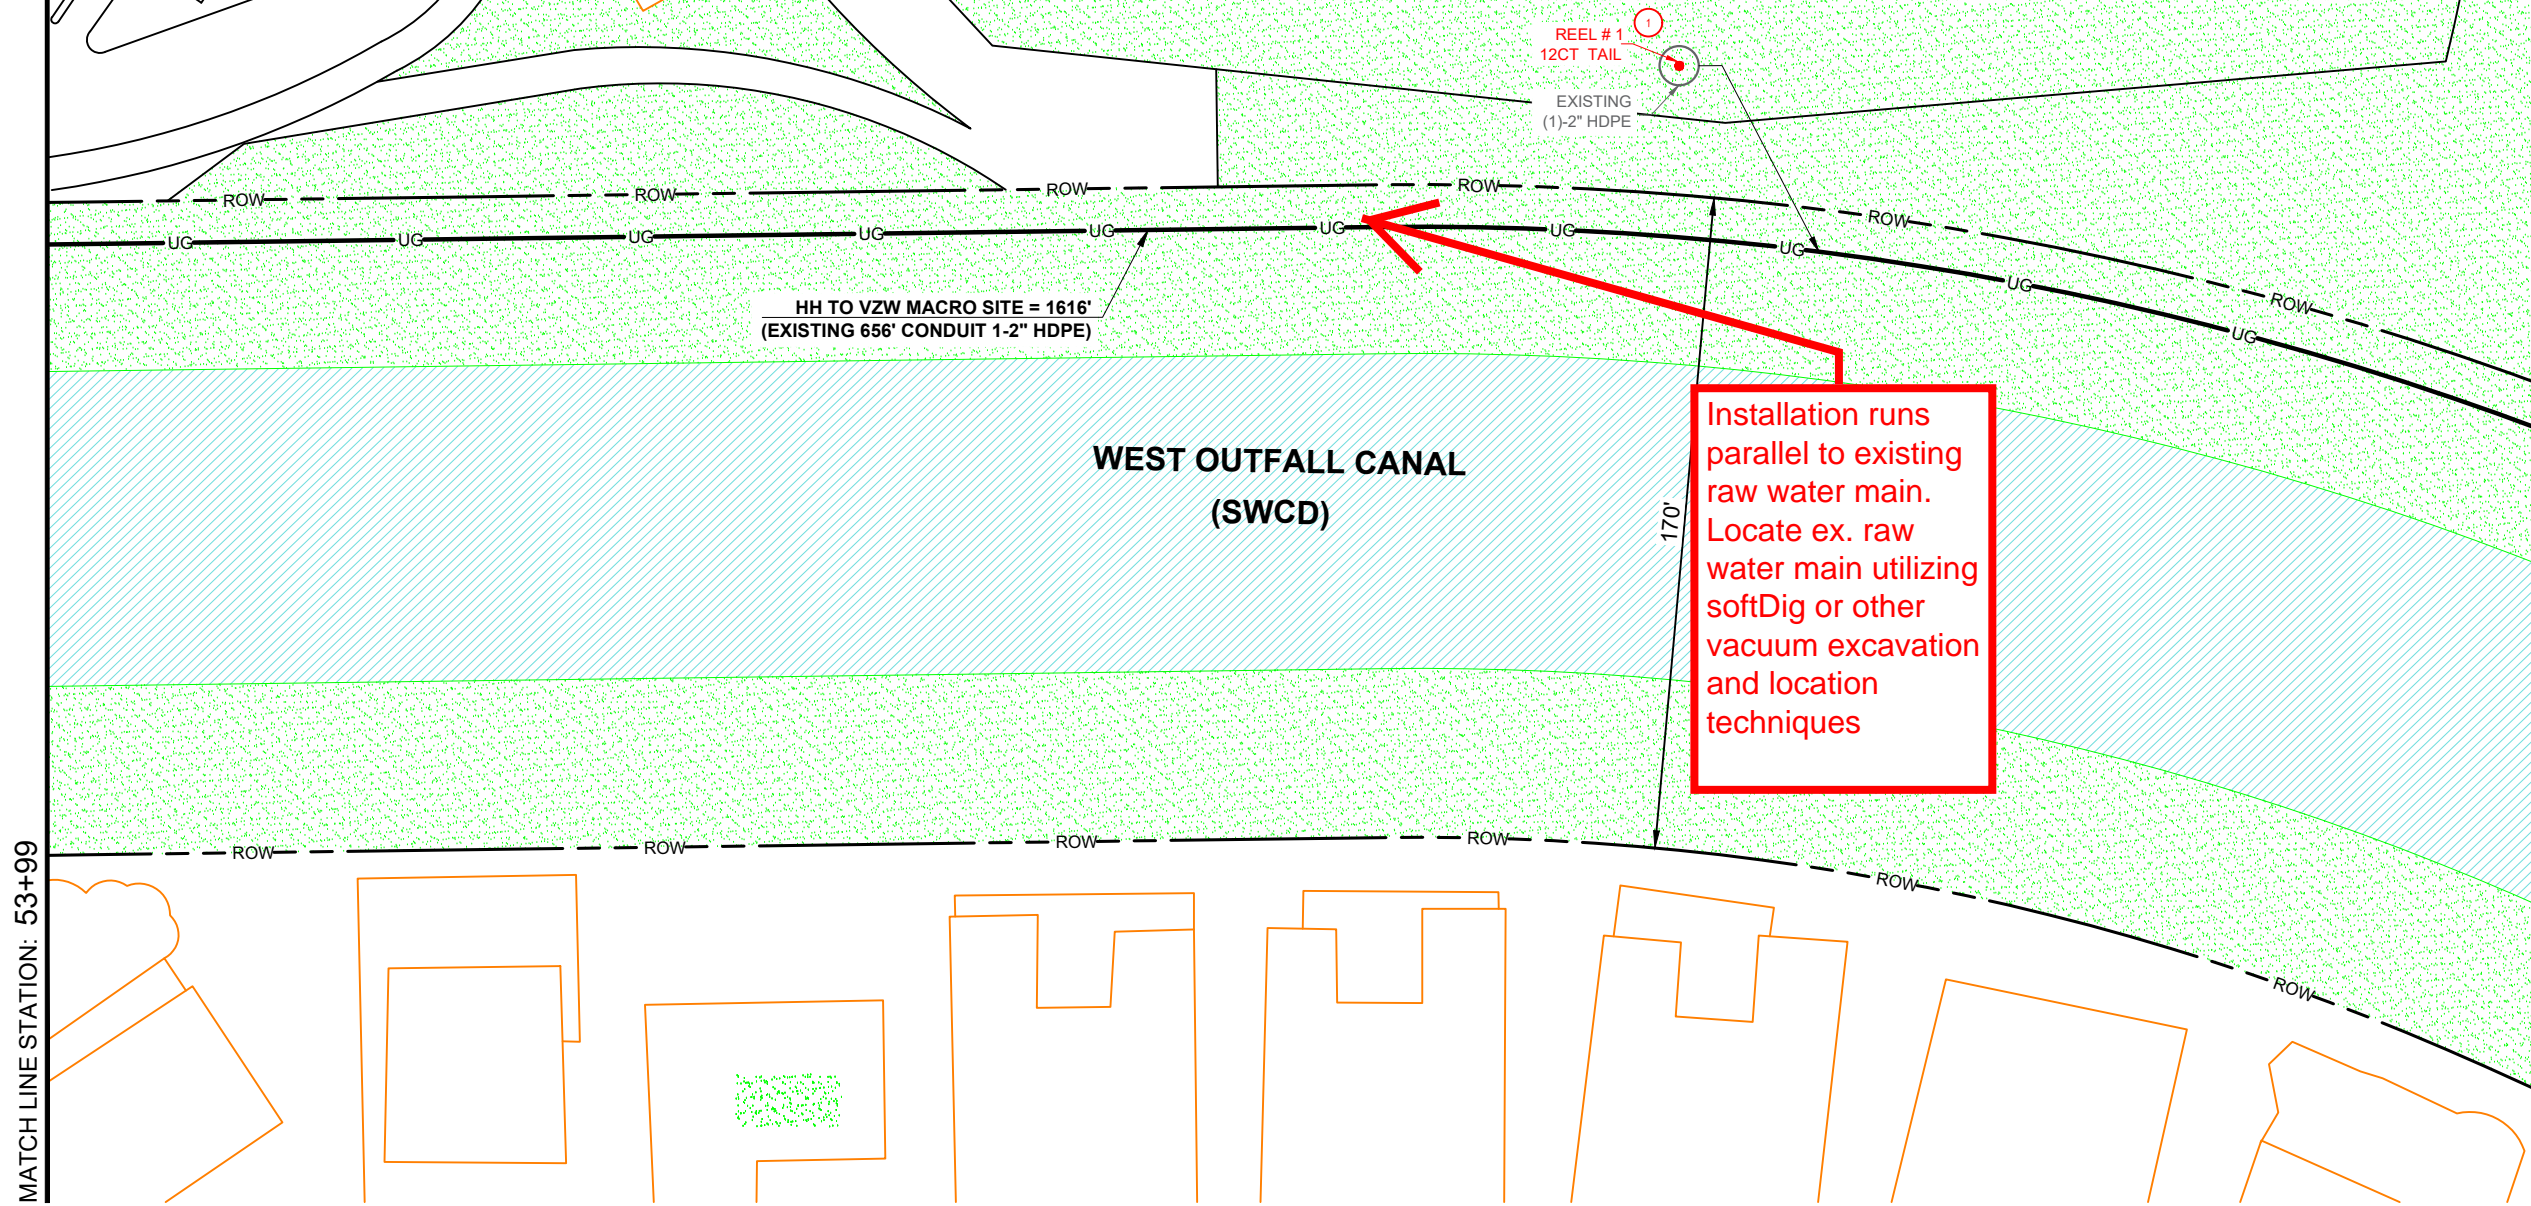 1
REEL # 1
12CT TAIL
EXISTING
(1)-2" HDPE
ROW
ROW
ROW
ROW
ROW
ROW
UG
UG
UG
UG
UG
UG
UG
UG
UG
UG
HH TO VZW MACRO SITE = 1616'
(EXISTING 656' CONDUIT 1-2" HDPE)
WEST OUTFALL CANAL
(SWCD)
170'
Installation runs
parallel to existing
raw water main.
Locate ex. raw
water main utilizing
softDig or other
vacuum excavation
and location
techniques
ROW
ROW
ROW
ROW
ROW
ROW
MATCH LINE STATION: 53+99